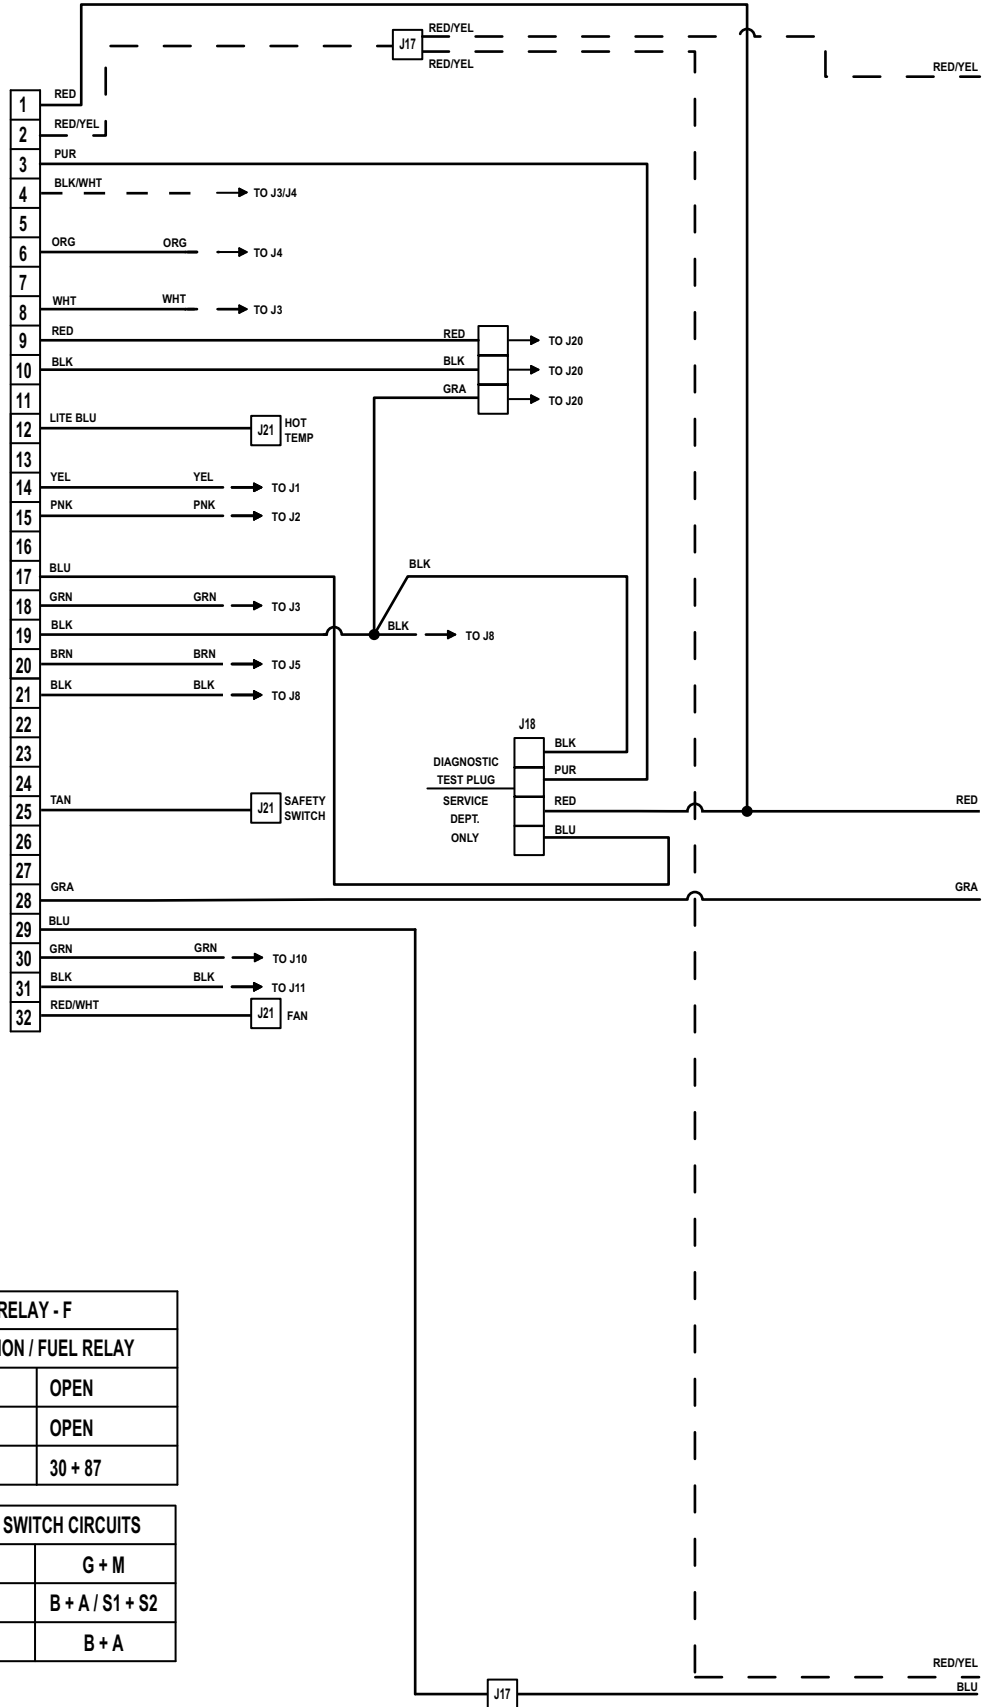 RED/YEL
J17
RED/YEL
RED/YEL
1 RED
2 RED/YEL
3 PUR
4 BLK/WHT TO J3/J4
5
6 ORG ORG TO J4
7
8 WHT WHT TO J3
9 RED RED TO J20
10 BLK BLK TO J20
11 GRA TO J20
12 LITE BLU J21 HOT TEMP
13
14 YEL YEL TO J1
15 PNK PNK TO J2
16
17 BLU BLK
18 GRN GRN TO J3
19 BLK BLK TO J8
20 BRN BRN TO J5
21 BLK BLK TO J8
22
23
24
25 TAN J21 SAFETY SWITCH
26
27
28 GRA GRA
29 BLU
30 GRN GRN TO J10
31 BLK BLK TO J11
32 RED/WHT J21 FAN
J18
DIAGNOSTIC
TEST PLUG
SERVICE
DEPT.
ONLY
BLK
PUR
RED RED
BLU
RELAY - F
ION / FUEL RELAY
OPEN
OPEN
30 + 87
SWITCH CIRCUITS
G + M
B + A / S1 + S2
B + A
RED/YEL
J17 BLU